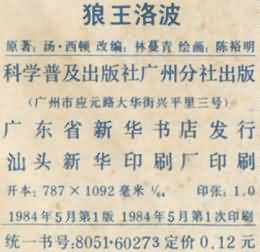 狼王洛波
原著:汤·西顿 改编:林蔓青 绘画:陈裕明
科学普及出版社广州分社出版
(广州市应元路大华街兴平里三号)
广东省新华书店发行
汕头新华印刷厂印刷
开本:787×1092毫米 1/64 印张:1.0
1984年5月第1版 1984年5月第1次印刷
统一书号:8051·60273 定价0.12元